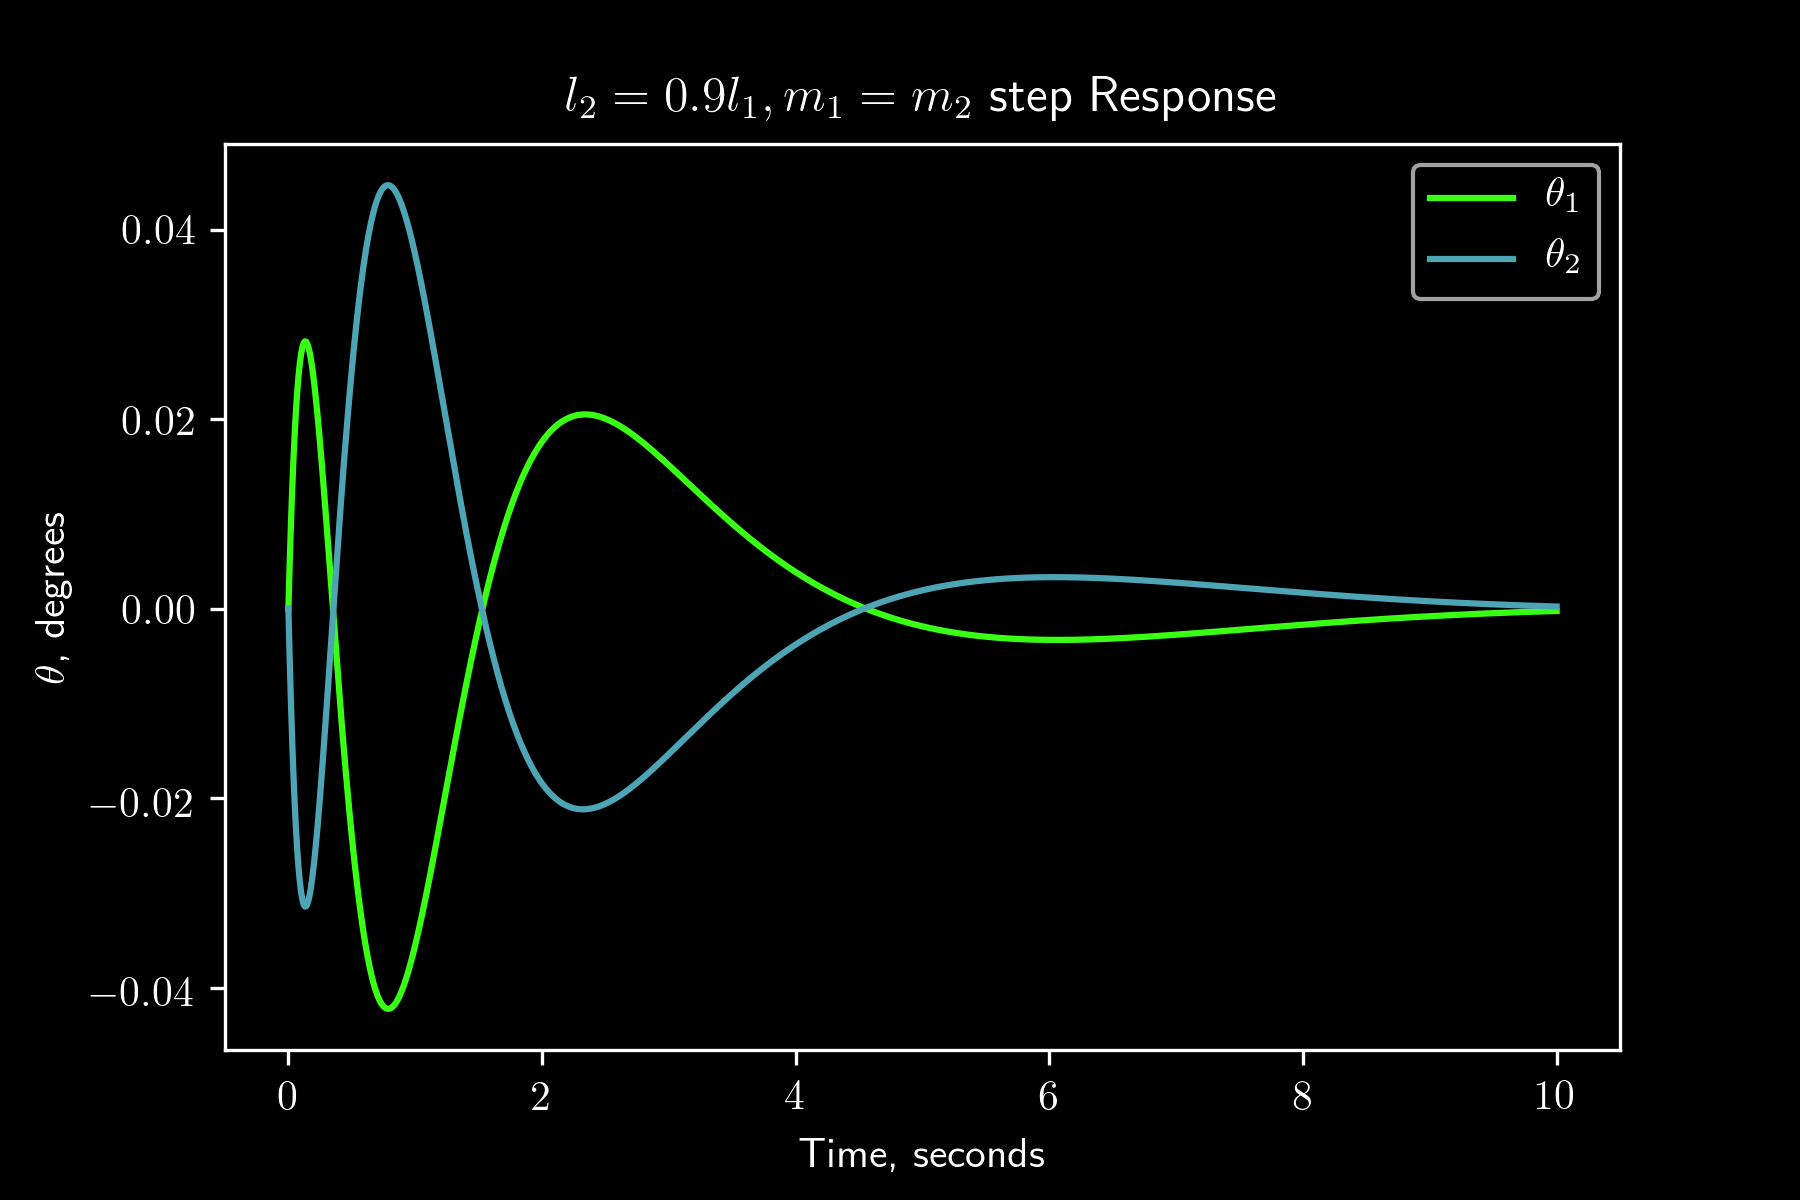 l₂ = 0.9l₁, m₁ = m₂ step Response
θ₁
θ₂
θ, degrees
0.04
0.02
0.00
−0.02
−0.04
0 2 4 6 8 10
Time, seconds